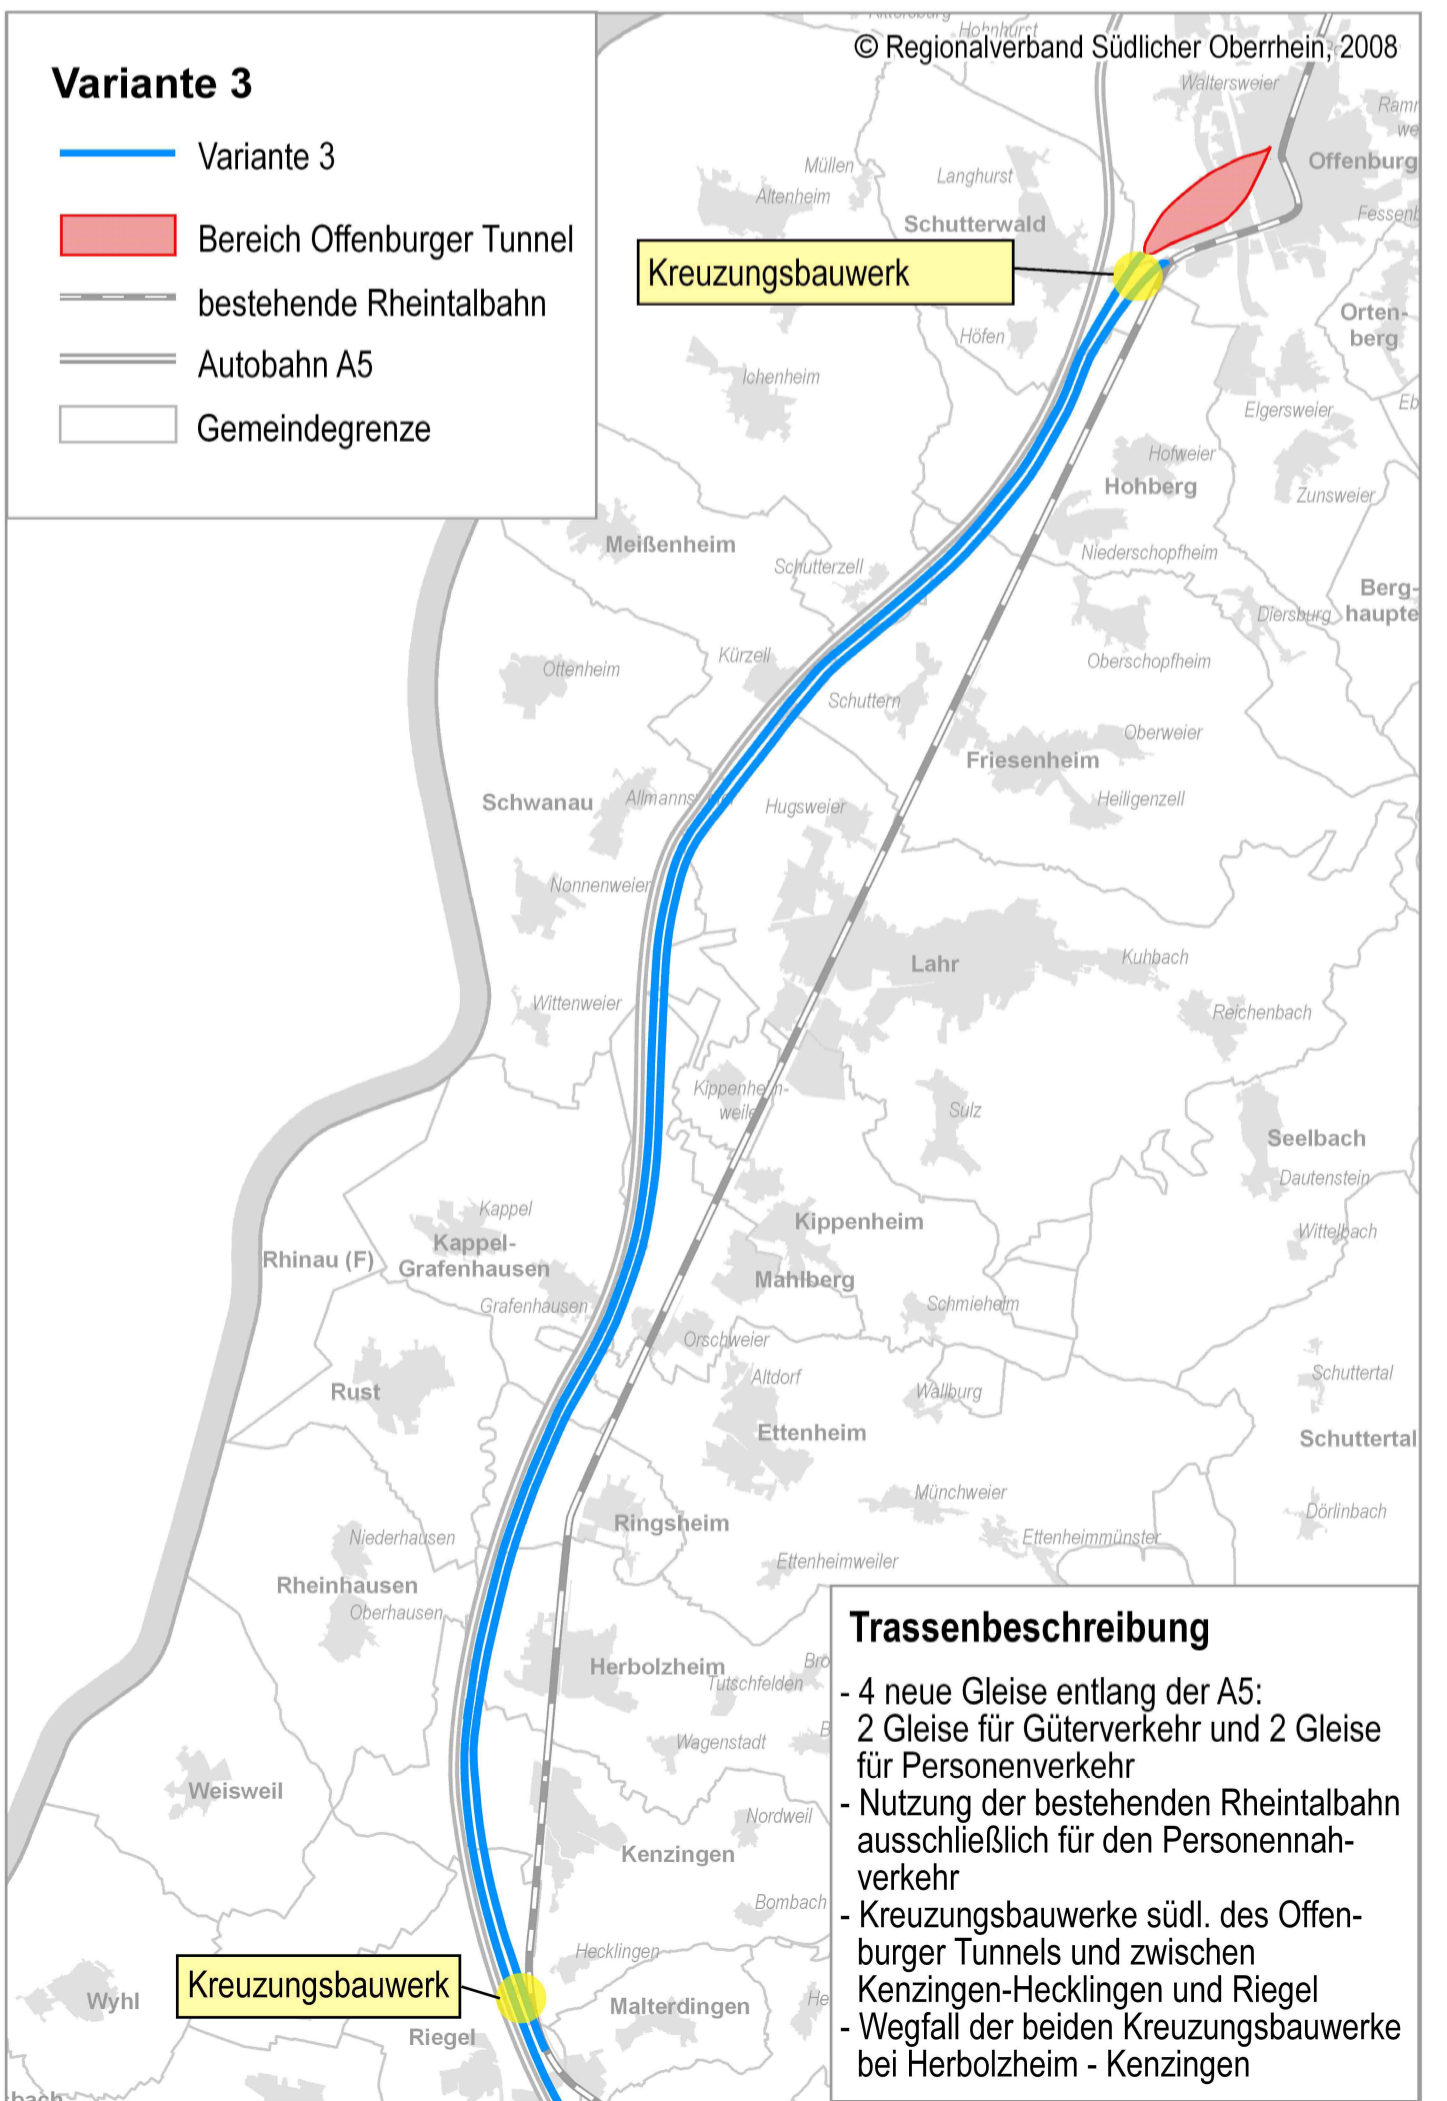 Variante 3
Variante 3
Bereich Offenburger Tunnel
bestehende Rheintalbahn
Autobahn A5
Gemeindegrenze
Hohnhurst
© Regionalverband Südlicher Oberrhein, 2008
Waltersweier
Offenburg
Müllen
Altenheim
Langhurst
Schutterwald
Kreuzungsbauwerk
Höfen
Orten-
berg
Ichenheim
Elgersweier
Hofweier
Hohberg
Zunsweier
Meißenheim
Schutterzell
Niederschopfheim
Berg-
haupte
Diersburg
Ottenheim
Kürzell
Oberschopfheim
Schuttern
Oberweier
Friesenheim
Schwanau
Hugsweier
Heiligenzell
Nonnenweier
Lahr
Kuhbach
Wittenweier
Reichenbach
Kippenheim-
weile
Sulz
Seelbach
Dautenstein
Kappel
Kappel-
Grafenhausen
Rhinau (F)
Kippenheim
Wittelbach
Mahlberg
Grafenhausen
Schmieheim
Orschweier
Rust
Altdorf
Wallburg
Schuttertal
Ettenheim
Schuttertal
Münchweier
Dörlinbach
Ringsheim
Niederhausen
Ettenheimmünster
Ettenheimweiler
Rheinhausen
Oberhausen
Herbolzheim
Tutschfelden
Wagenstadt
Weisweil
Nordweil
Kenzingen
Bombach
Hecklingen
Kreuzungsbauwerk
Wyhl
Malterdingen
Riegel
Trassenbeschreibung
- 4 neue Gleise entlang der A5:
2 Gleise für Güterverkehr und 2 Gleise
für Personenverkehr
- Nutzung der bestehenden Rheintalbahn
ausschließlich für den Personennah-
verkehr
- Kreuzungsbauwerke südl. des Offen-
burger Tunnels und zwischen
Kenzingen-Hecklingen und Riegel
- Wegfall der beiden Kreuzungsbauwerke
bei Herbolzheim - Kenzingen